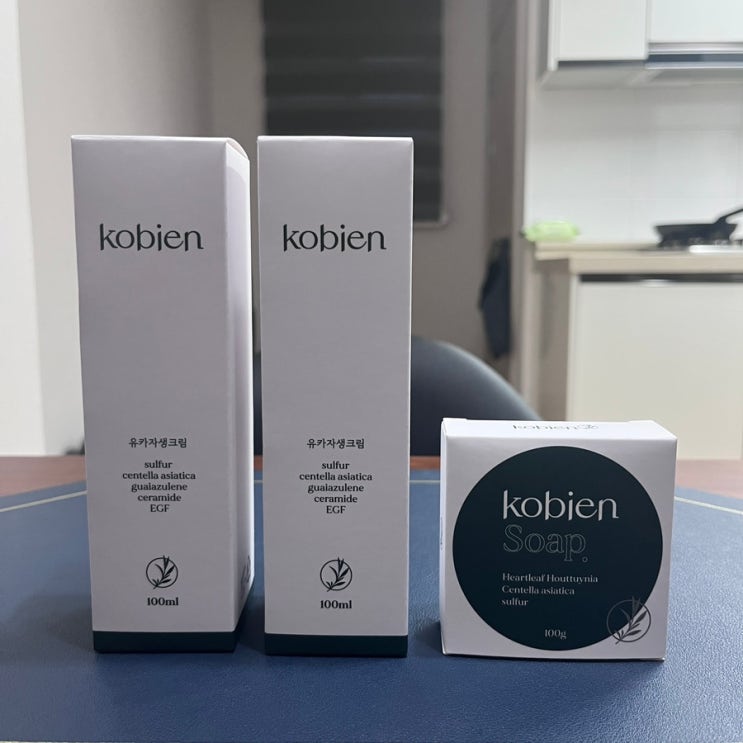 kobien
유카자생크림
sulfur
centella asiatica
guaiazulene
ceramide
EGF
100ml
kobien
유카자생크림
sulfur
centella asiatica
guaiazulene
ceramide
EGF
100ml
kobien
kobien
Soap.
Heartleaf Houttuynia
Centella asiatica
sulfur
100g